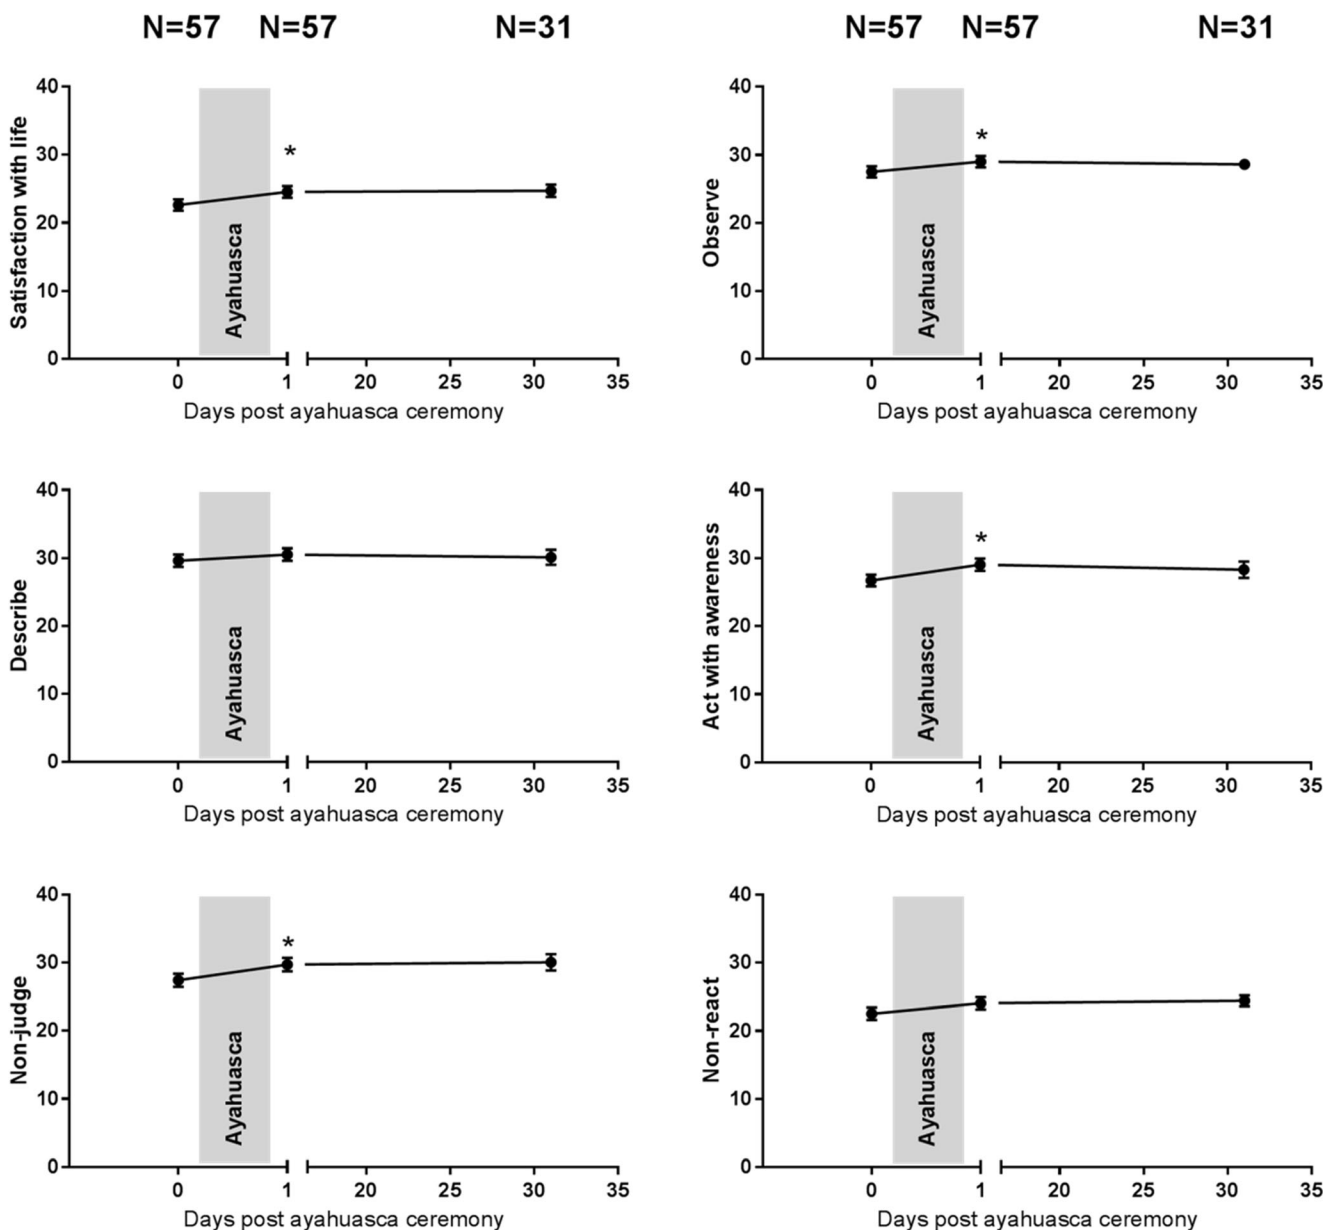 N=57 N=57 N=31
N=57 N=57 N=31
Satisfaction with life
40
30
20
10
0
Ayahuasca
*
0 1 20 25 30 35
Days post ayahuasca ceremony
Observe
40
30
20
10
0
Ayahuasca
*
0 1 20 25 30 35
Days post ayahuasca ceremony
Describe
40
30
20
10
0
Ayahuasca
0 1 20 25 30 35
Days post ayahuasca ceremony
Act with awareness
40
30
20
10
0
Ayahuasca
*
0 1 20 25 30 35
Days post ayahuasca ceremony
Non-judge
40
30
20
10
0
Ayahuasca
*
0 1 20 25 30 35
Days post ayahuasca ceremony
Non-react
40
30
20
10
0
Ayahuasca
0 1 20 25 30 35
Days post ayahuasca ceremony